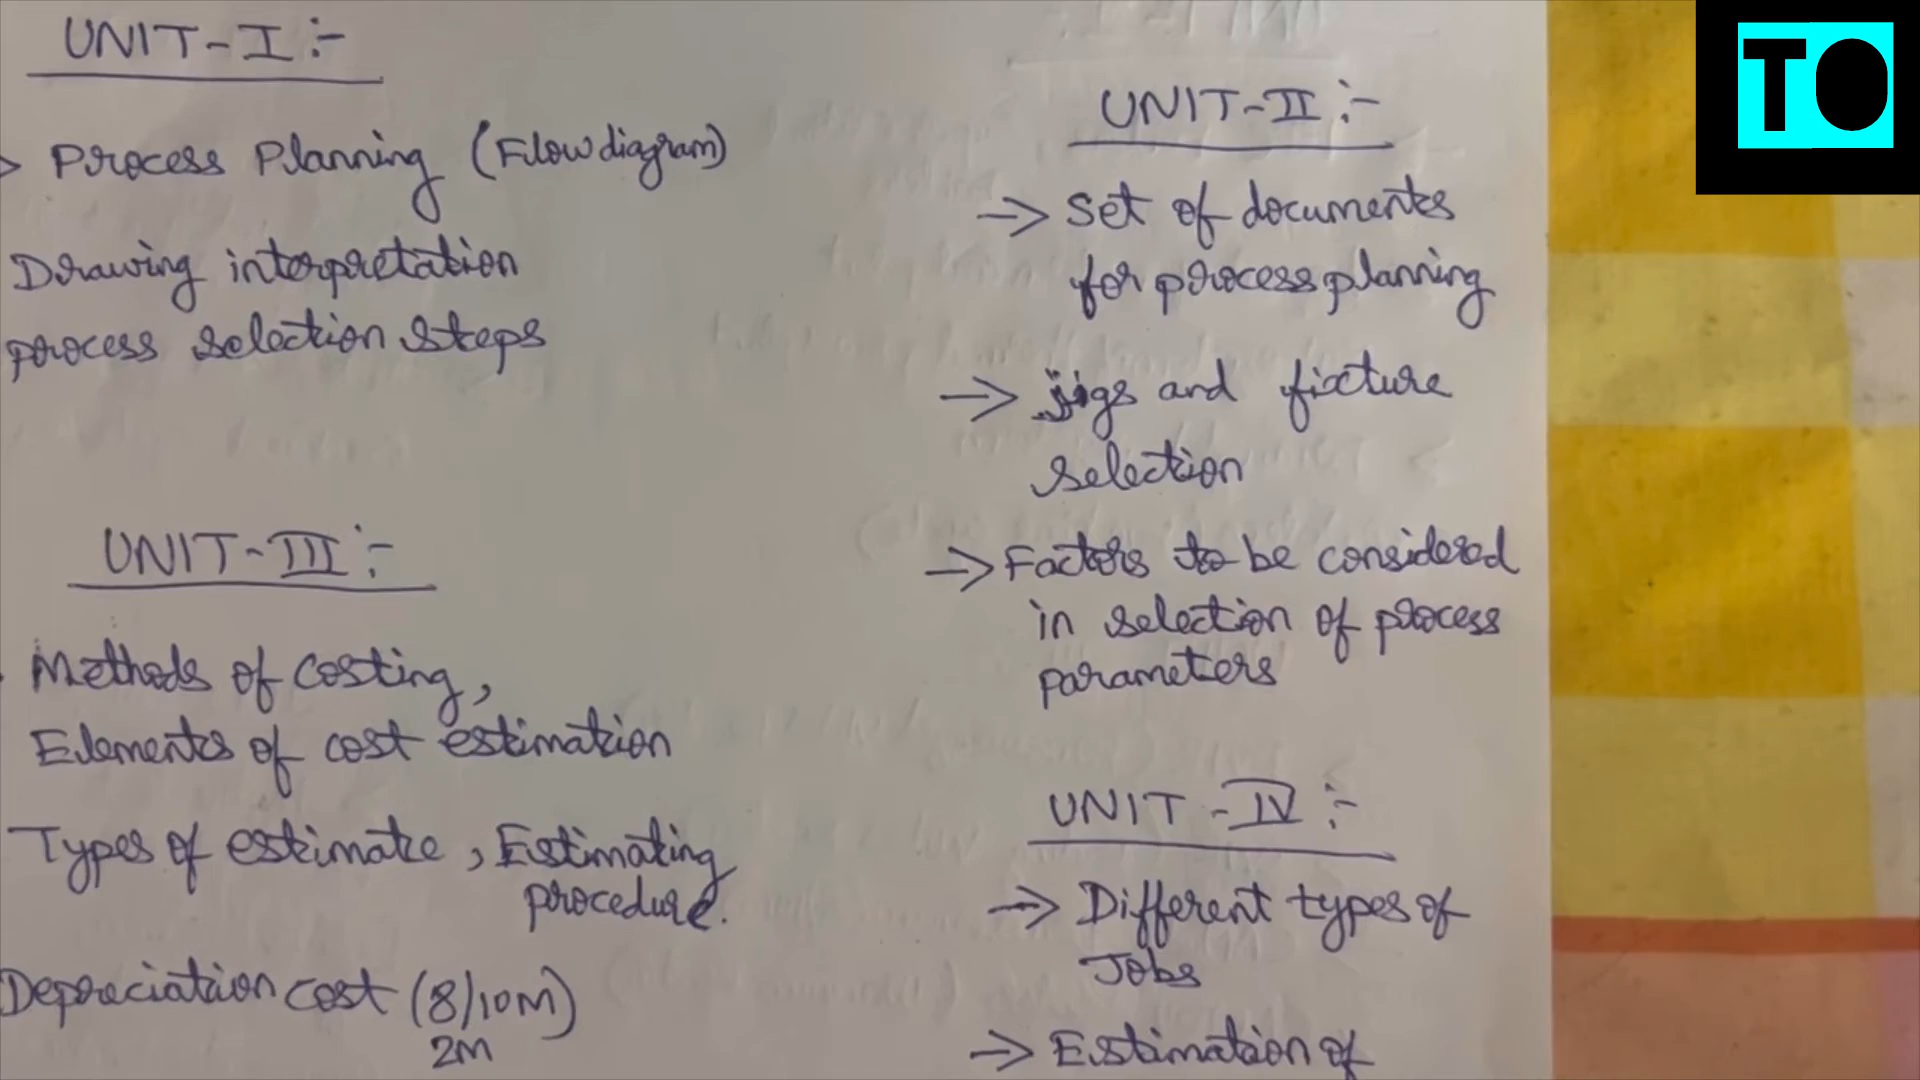 UNIT-I :-
> Process Planning (Flow diagram)
Drawing interpretation
process selection steps
UNIT-II :-
→ set of documents
for process planning
→ jigs and fixture
selection
→ Factors to be considered
in selection of process
parameters
UNIT-III :-
Methods of costing,
Elements of cost estimation
Types of estimate, Estimating
procedure.
Depreciation cost (8/10M)
2M
UNIT-IV :-
→ Different types of
Jobs
→ Estimation of
TO